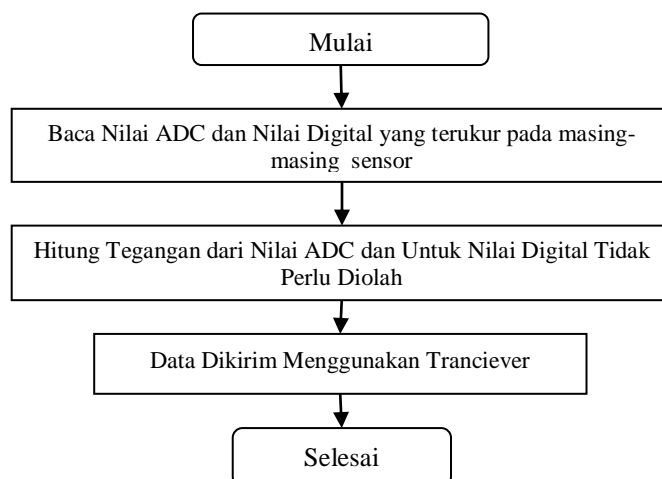 Mulai
Baca Nilai ADC dan Nilai Digital yang terukur pada masing-
masing sensor
Hitung Tegangan dari Nilai ADC dan Untuk Nilai Digital Tidak
Perlu Diolah
Data Dikirim Menggunakan Tranciever
Selesai